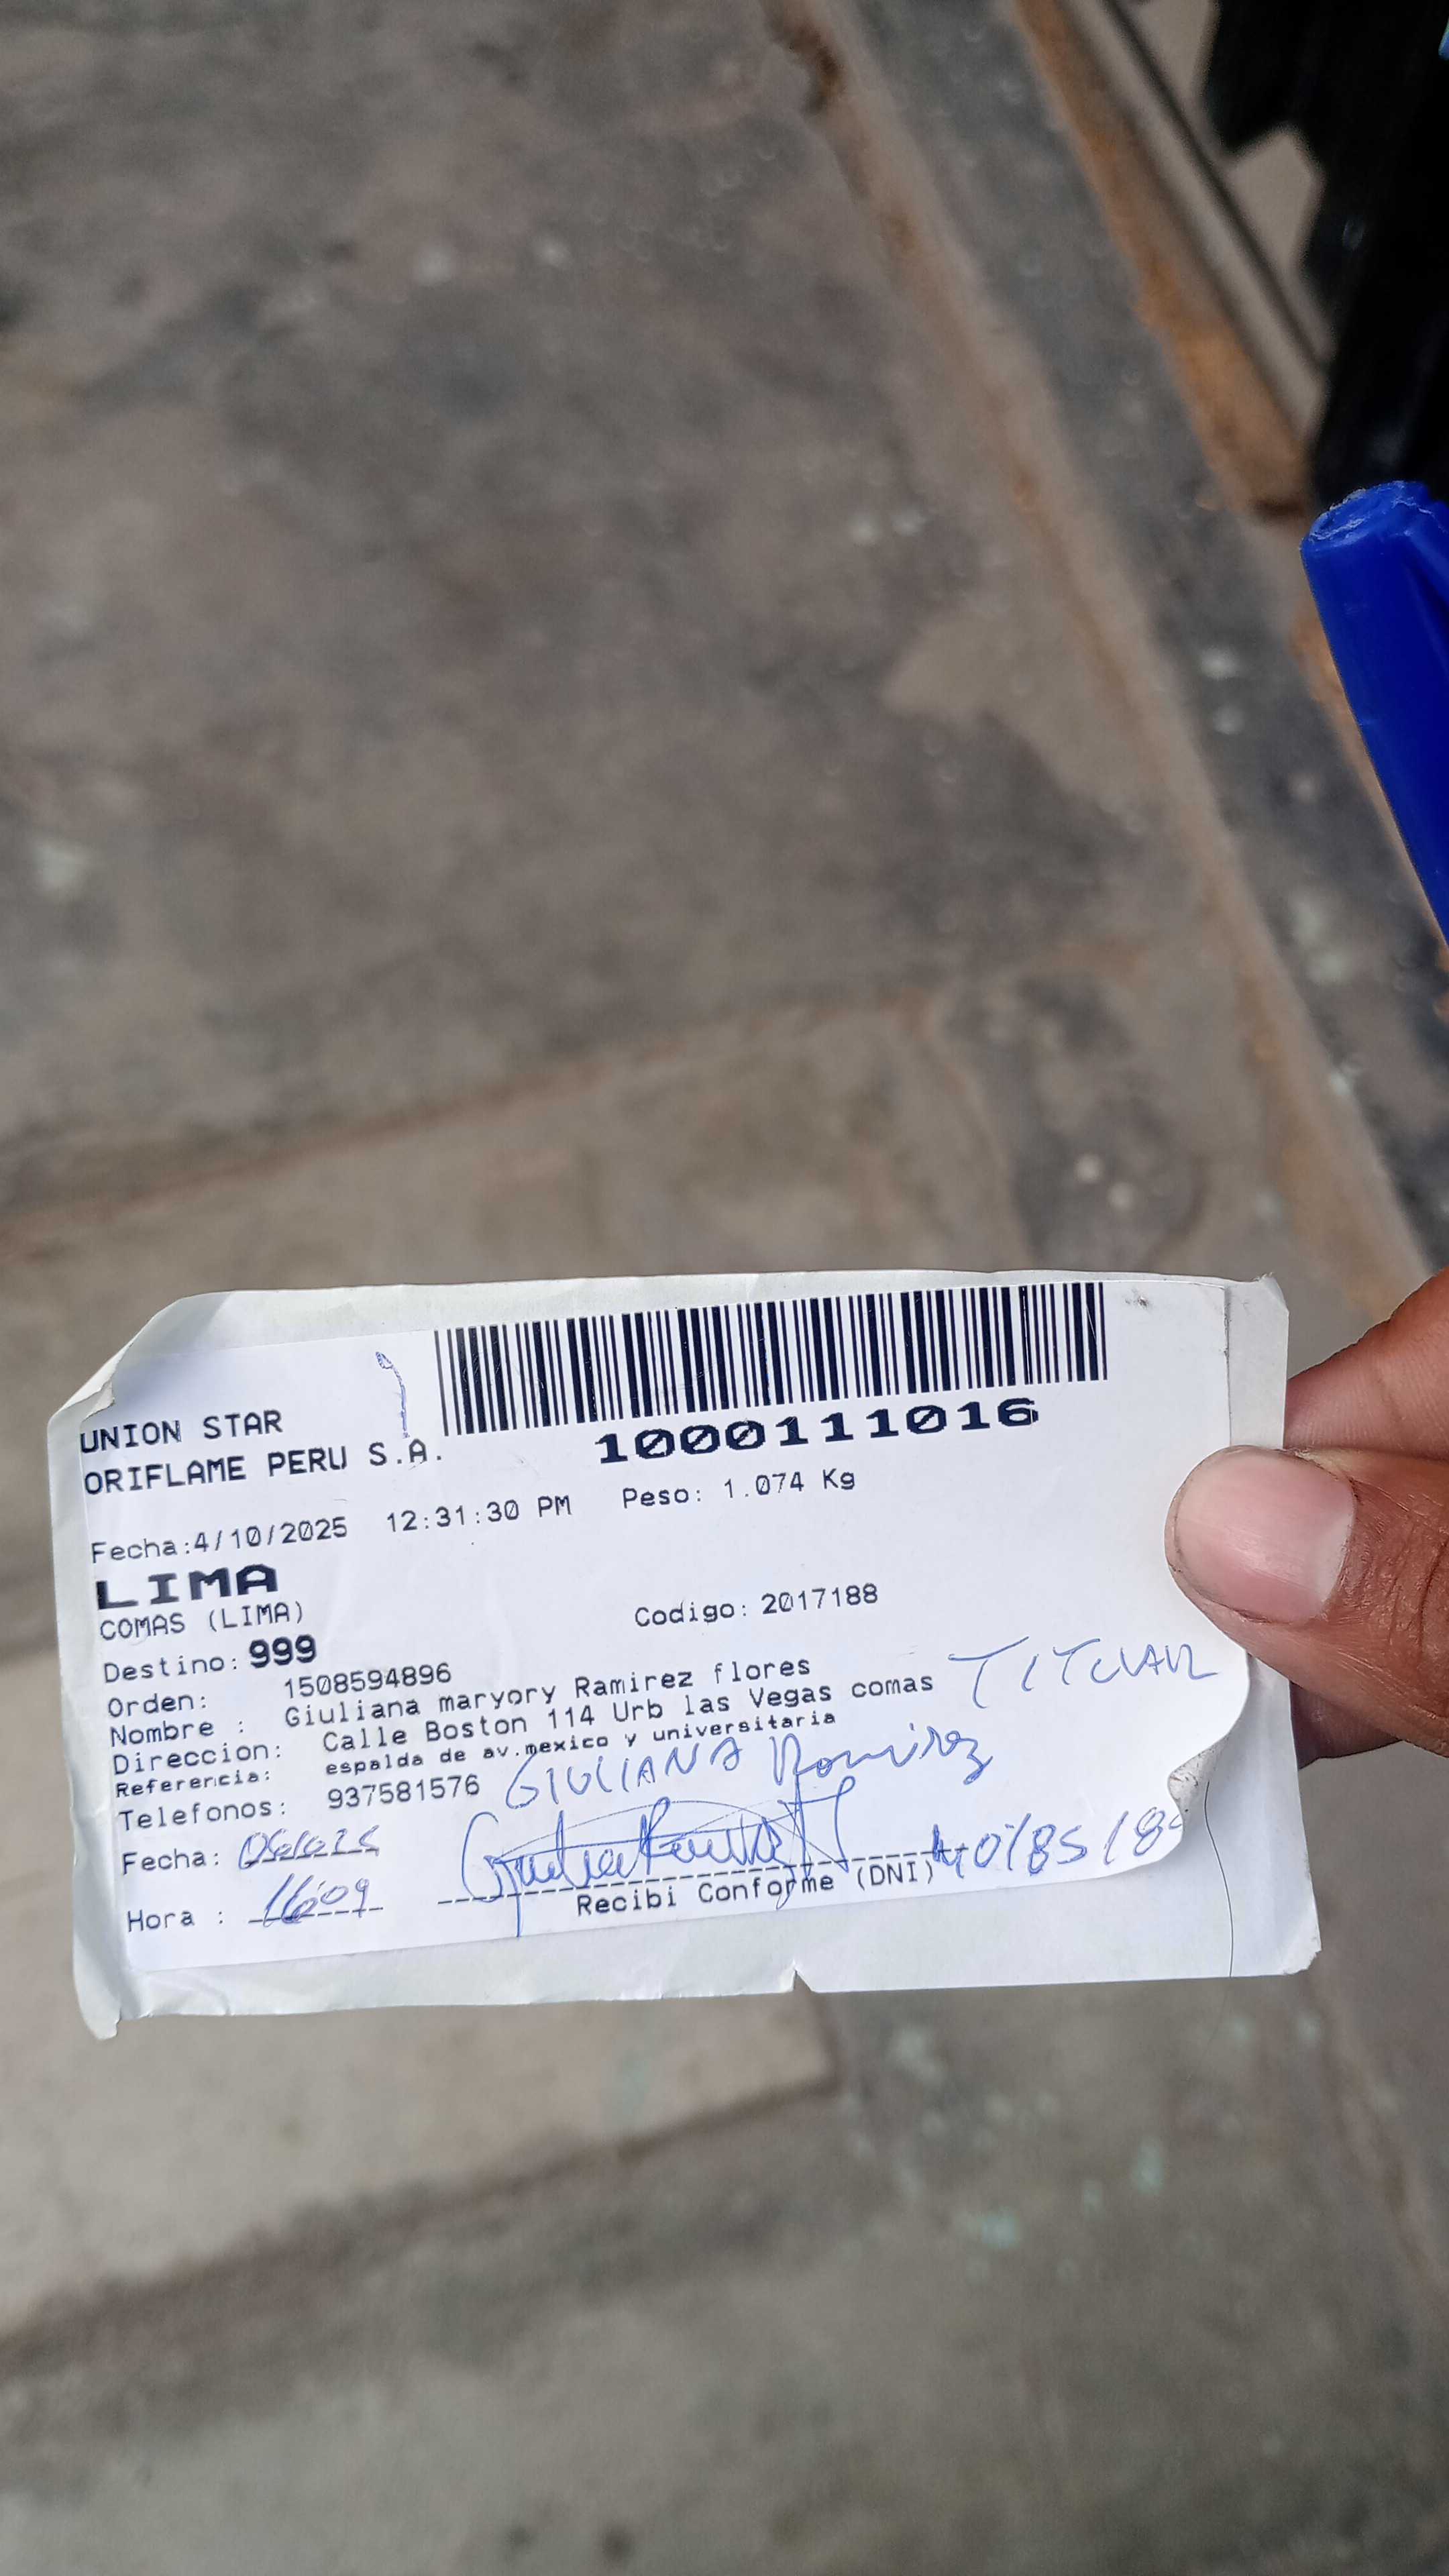 UNION STAR
ORIFLAME PERU S.A.
1000111016
Fecha:4/10/2025 12:31:30 PM Peso: 1.074 Kg
LIMA
COMAS (LIMA)
Destino: 999 Codigo: 2017188
Orden: 1508594896
Nombre : Giuliana maryory Ramirez flores
Direccion: Calle Boston 114 Urb las Vegas comas TITULAR
Referencia: espalda de av.mexico y universitaria
Telefonos: 937581576 GIULIANA Ramirez
Fecha:
Hora : 16:09
Recibi Conforme (DNI)